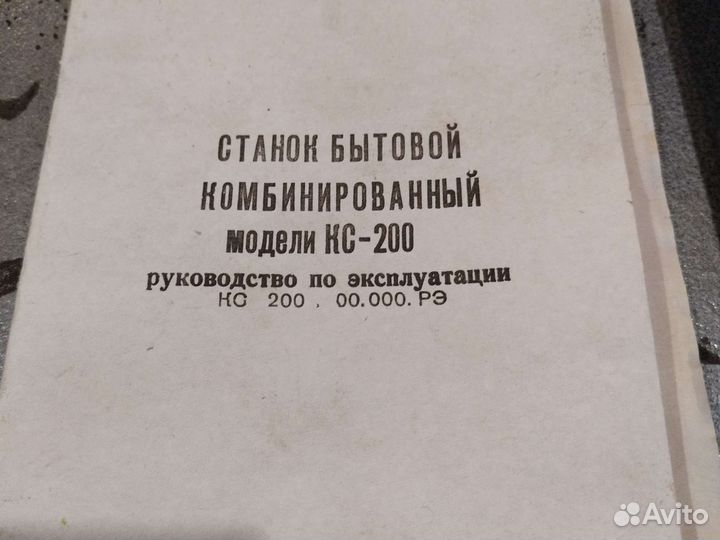 СТАНОК БЫТОВОЙ
КОМБИНИРОВАННЫЙ
модели КС-200
руководство по эксплуатации
КС 200 . 00.000. РЭ
Avito